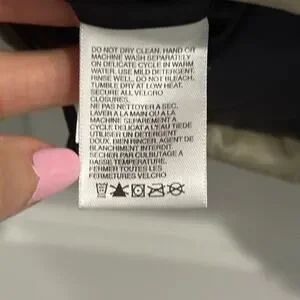 DO NOT DRY CLEAN. HAND OR
MACHINE WASH SEPARATELY
ON DELICATE CYCLE IN WARM
WATER. USE MILD DETERGENT.
RINSE WELL. DO NOT BLEACH.
TUMBLE DRY AT LOW HEAT.
SECURE ALL VELCRO
CLOSURES.
NE PAS NETTOYER A SEC.
LAVER A LA MAIN OU A LA
MACHINE SEPAREMENT A
CYCLE DELICAT A L'EAU TIEDE
UTILISER UN DETERGENT
DOUX. BIEN RINCER. AGENT DE
BLANCHIMENT INTERDIT.
SECHER PAR CULBUTAGE A
BASSE TEMPERATURE.
FERMER TOUTES LES
FERMETURES VELCRO